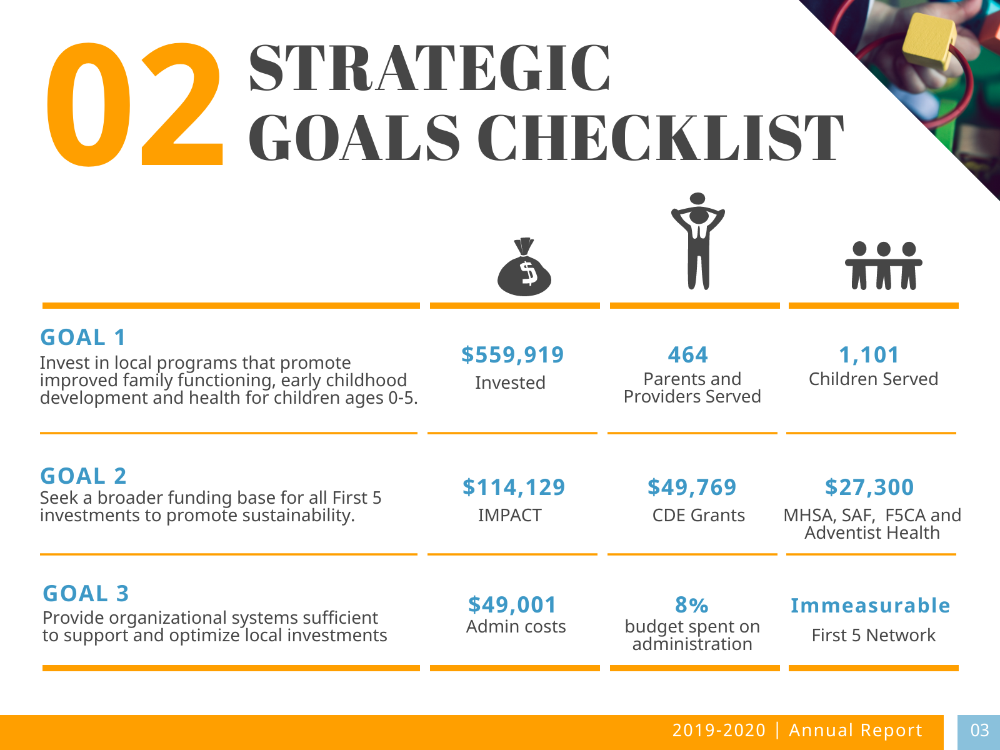 02
STRATEGIC
GOALS CHECKLIST
$
GOAL 1
Invest in local programs that promote
improved family functioning, early childhood
development and health for children ages 0-5.
$559,919
Invested
464
Parents and
Providers Served
1,101
Children Served
GOAL 2
Seek a broader funding base for all First 5
investments to promote sustainability.
$114,129
IMPACT
$49,769
CDE Grants
$27,300
MHSA, SAF,  F5CA and
Adventist Health
GOAL 3
Provide organizational systems sufficient
to support and optimize local investments
$49,001
Admin costs
8%
budget spent on
administration
Immeasurable
First 5 Network
2019-2020 | Annual Report
03